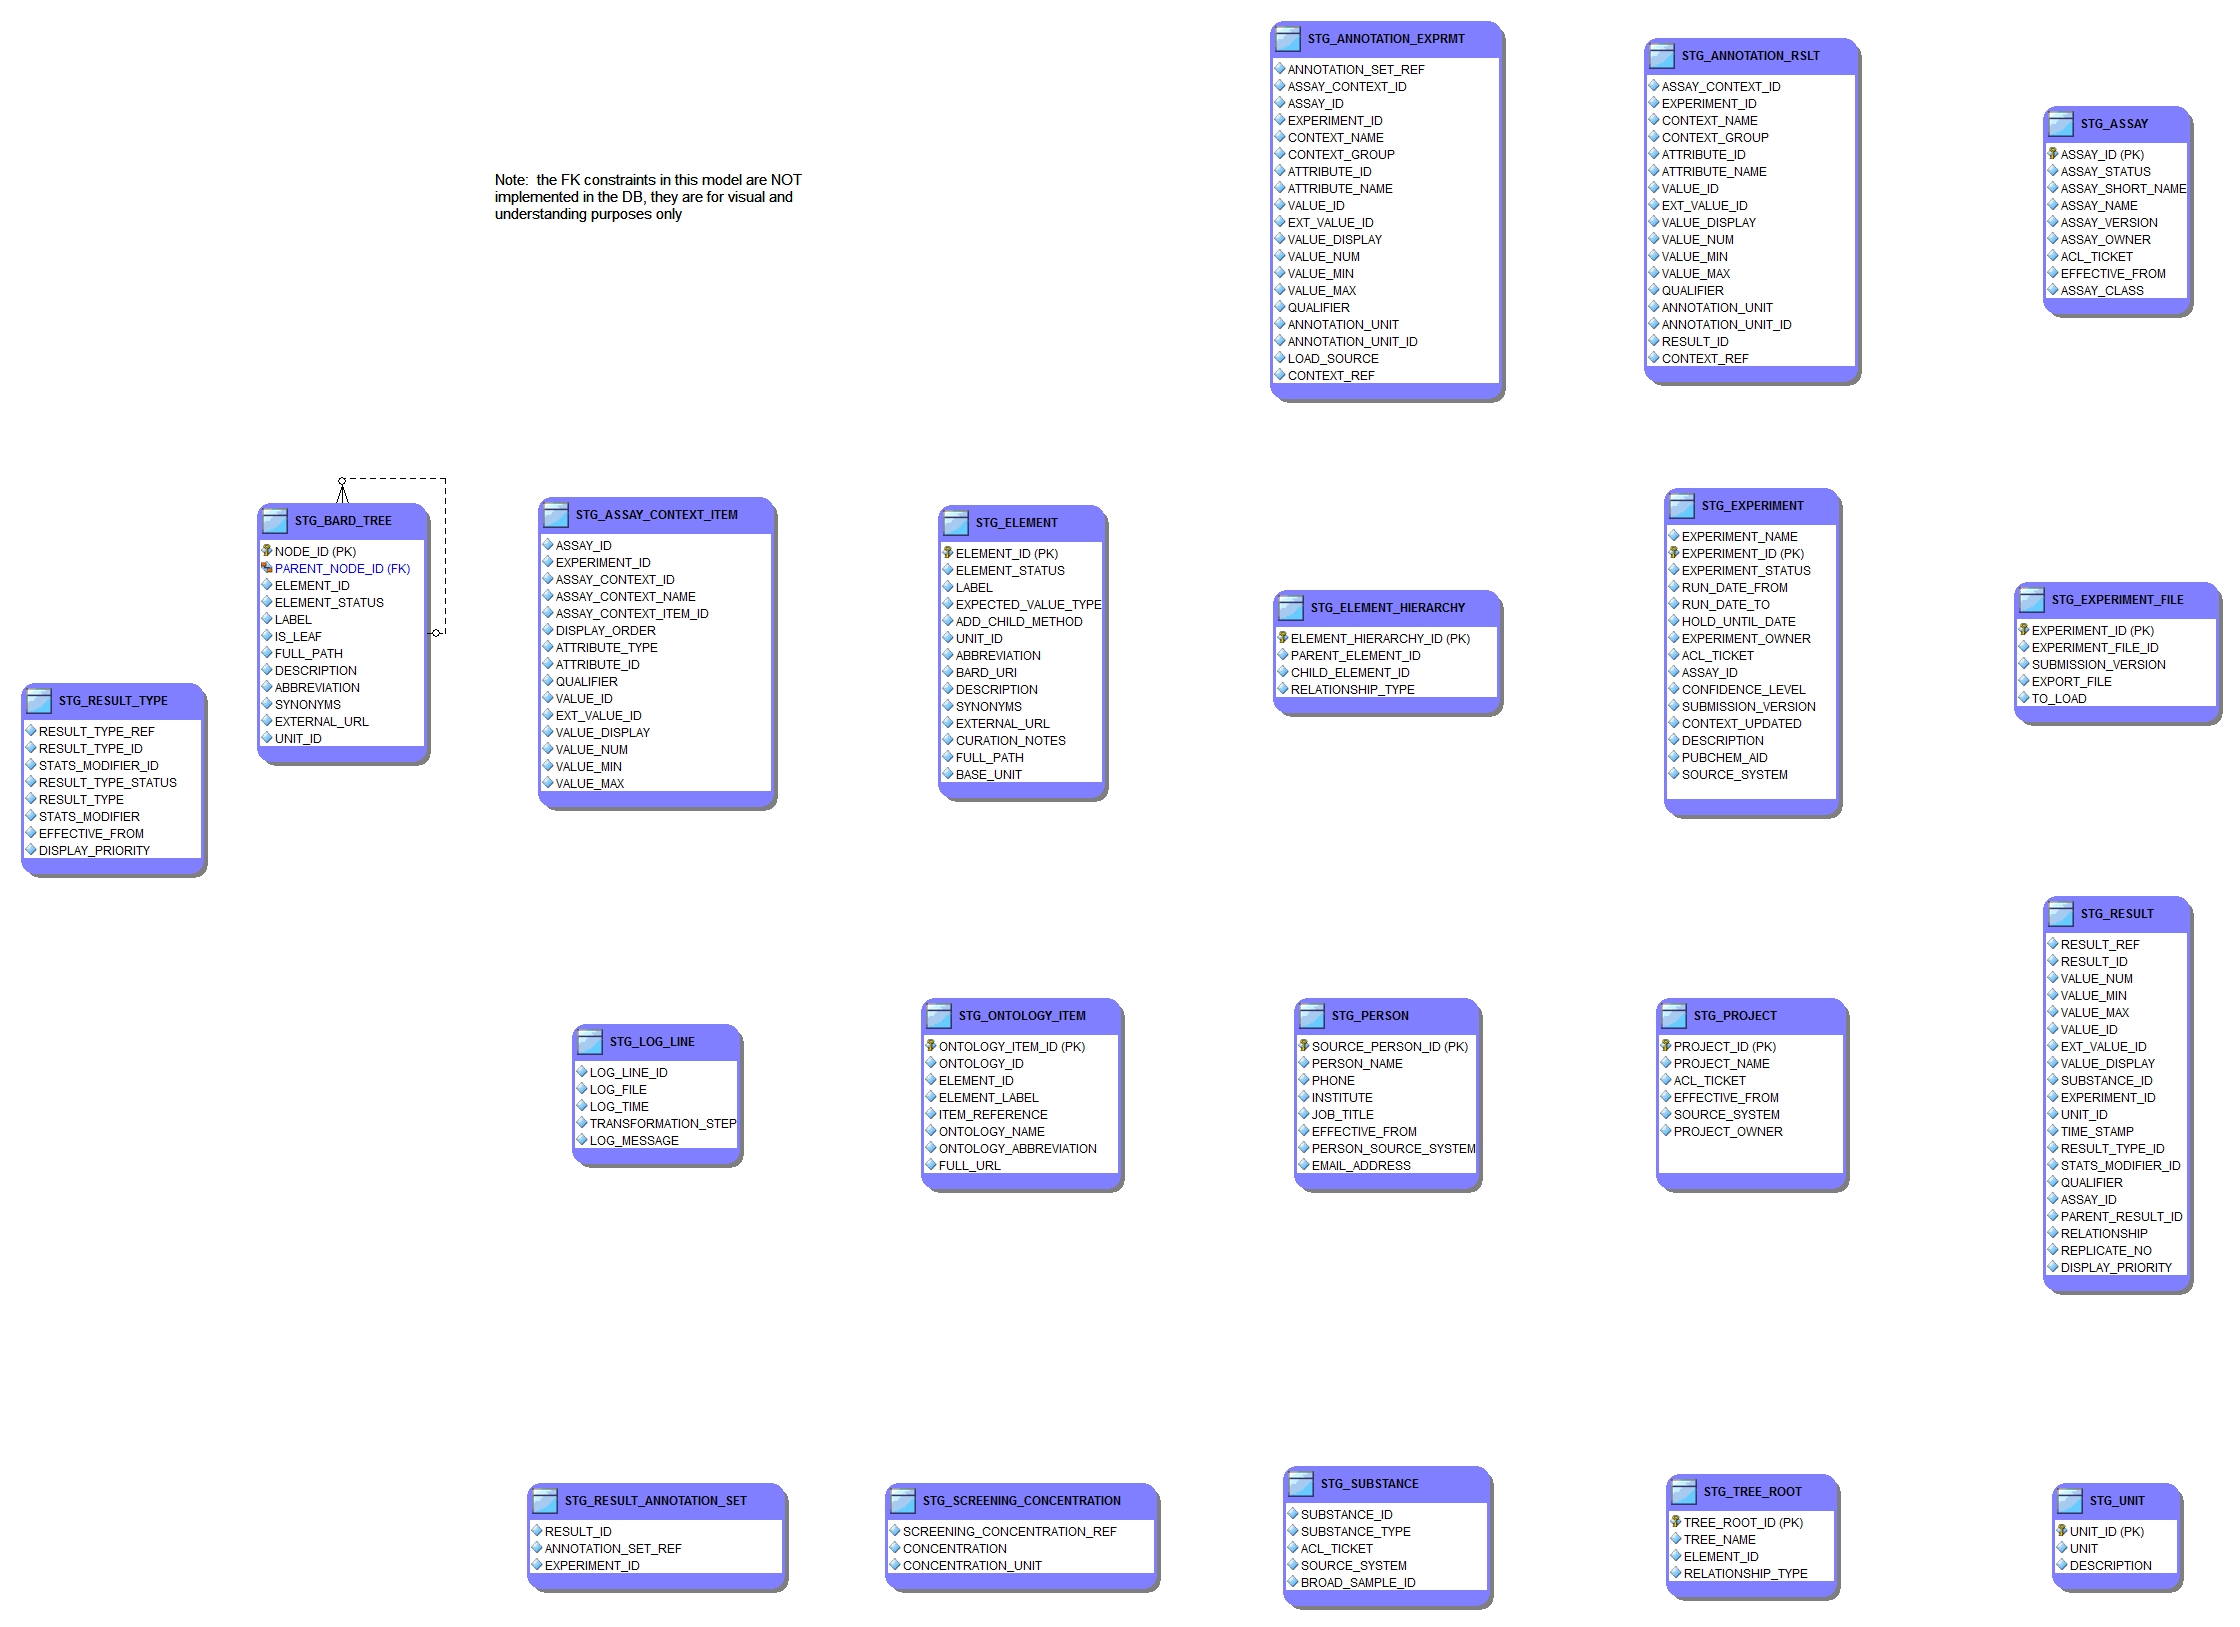 STG_ANNOTATION_EXPRMT
ANNOTATION_SET_REF
ASSAY_CONTEXT_ID
ASSAY_ID
EXPERIMENT_ID
CONTEXT_NAME
CONTEXT_GROUP
ATTRIBUTE_ID
ATTRIBUTE_NAME
VALUE_ID
EXT_VALUE_ID
VALUE_DISPLAY
VALUE_NUM
VALUE_MIN
VALUE_MAX
QUALIFIER
ANNOTATION_UNIT
ANNOTATION_UNIT_ID
LOAD_SOURCE
CONTEXT_REF
STG_ANNOTATION_RSLT
ASSAY_CONTEXT_ID
EXPERIMENT_ID
CONTEXT_NAME
CONTEXT_GROUP
ATTRIBUTE_ID
ATTRIBUTE_NAME
VALUE_ID
EXT_VALUE_ID
VALUE_DISPLAY
VALUE_NUM
VALUE_MIN
VALUE_MAX
QUALIFIER
ANNOTATION_UNIT
ANNOTATION_UNIT_ID
RESULT_ID
CONTEXT_REF
STG_ASSAY
ASSAY_ID (PK)
ASSAY_STATUS
ASSAY_SHORT_NAME
ASSAY_NAME
ASSAY_VERSION
ASSAY_OWNER
ACL_TICKET
EFFECTIVE_FROM
ASSAY_CLASS
Note:  the FK constraints in this model are NOT
implemented in the DB, they are for visual and
understanding purposes only
STG_RESULT_TYPE
RESULT_TYPE_REF
RESULT_TYPE_ID
STATS_MODIFIER_ID
RESULT_TYPE_STATUS
RESULT_TYPE
STATS_MODIFIER
EFFECTIVE_FROM
DISPLAY_PRIORITY
STG_BARD_TREE
NODE_ID (PK)
PARENT_NODE_ID (FK)
ELEMENT_ID
ELEMENT_STATUS
LABEL
IS_LEAF
FULL_PATH
DESCRIPTION
ABBREVIATION
SYNONYMS
EXTERNAL_URL
UNIT_ID
STG_ASSAY_CONTEXT_ITEM
ASSAY_ID
EXPERIMENT_ID
ASSAY_CONTEXT_ID
ASSAY_CONTEXT_NAME
ASSAY_CONTEXT_ITEM_ID
DISPLAY_ORDER
ATTRIBUTE_TYPE
ATTRIBUTE_ID
QUALIFIER
VALUE_ID
EXT_VALUE_ID
VALUE_DISPLAY
VALUE_NUM
VALUE_MIN
VALUE_MAX
STG_ELEMENT
ELEMENT_ID (PK)
ELEMENT_STATUS
LABEL
EXPECTED_VALUE_TYPE
ADD_CHILD_METHOD
UNIT_ID
ABBREVIATION
BARD_URI
DESCRIPTION
SYNONYMS
EXTERNAL_URL
CURATION_NOTES
FULL_PATH
BASE_UNIT
STG_ELEMENT_HIERARCHY
ELEMENT_HIERARCHY_ID (PK)
PARENT_ELEMENT_ID
CHILD_ELEMENT_ID
RELATIONSHIP_TYPE
STG_EXPERIMENT
EXPERIMENT_NAME
EXPERIMENT_ID (PK)
EXPERIMENT_STATUS
RUN_DATE_FROM
RUN_DATE_TO
HOLD_UNTIL_DATE
EXPERIMENT_OWNER
ACL_TICKET
ASSAY_ID
CONFIDENCE_LEVEL
SUBMISSION_VERSION
CONTEXT_UPDATED
DESCRIPTION
PUBCHEM_AID
SOURCE_SYSTEM
STG_EXPERIMENT_FILE
EXPERIMENT_ID (PK)
EXPERIMENT_FILE_ID
SUBMISSION_VERSION
EXPORT_FILE
TO_LOAD
STG_LOG_LINE
LOG_LINE_ID
LOG_FILE
LOG_TIME
TRANSFORMATION_STEP
LOG_MESSAGE
STG_ONTOLOGY_ITEM
ONTOLOGY_ITEM_ID (PK)
ONTOLOGY_ID
ELEMENT_ID
ELEMENT_LABEL
ITEM_REFERENCE
ONTOLOGY_NAME
ONTOLOGY_ABBREVIATION
FULL_URL
STG_PERSON
SOURCE_PERSON_ID (PK)
PERSON_NAME
PHONE
INSTITUTE
JOB_TITLE
EFFECTIVE_FROM
PERSON_SOURCE_SYSTEM
EMAIL_ADDRESS
STG_PROJECT
PROJECT_ID (PK)
PROJECT_NAME
ACL_TICKET
EFFECTIVE_FROM
SOURCE_SYSTEM
PROJECT_OWNER
STG_RESULT
RESULT_REF
RESULT_ID
VALUE_NUM
VALUE_MIN
VALUE_MAX
VALUE_ID
EXT_VALUE_ID
VALUE_DISPLAY
SUBSTANCE_ID
EXPERIMENT_ID
UNIT_ID
TIME_STAMP
RESULT_TYPE_ID
STATS_MODIFIER_ID
QUALIFIER
ASSAY_ID
PARENT_RESULT_ID
RELATIONSHIP
REPLICATE_NO
DISPLAY_PRIORITY
STG_RESULT_ANNOTATION_SET
RESULT_ID
ANNOTATION_SET_REF
EXPERIMENT_ID
STG_SCREENING_CONCENTRATION
SCREENING_CONCENTRATION_REF
CONCENTRATION
CONCENTRATION_UNIT
STG_SUBSTANCE
SUBSTANCE_ID
SUBSTANCE_TYPE
ACL_TICKET
SOURCE_SYSTEM
BROAD_SAMPLE_ID
STG_TREE_ROOT
TREE_ROOT_ID (PK)
TREE_NAME
ELEMENT_ID
RELATIONSHIP_TYPE
STG_UNIT
UNIT_ID (PK)
UNIT
DESCRIPTION